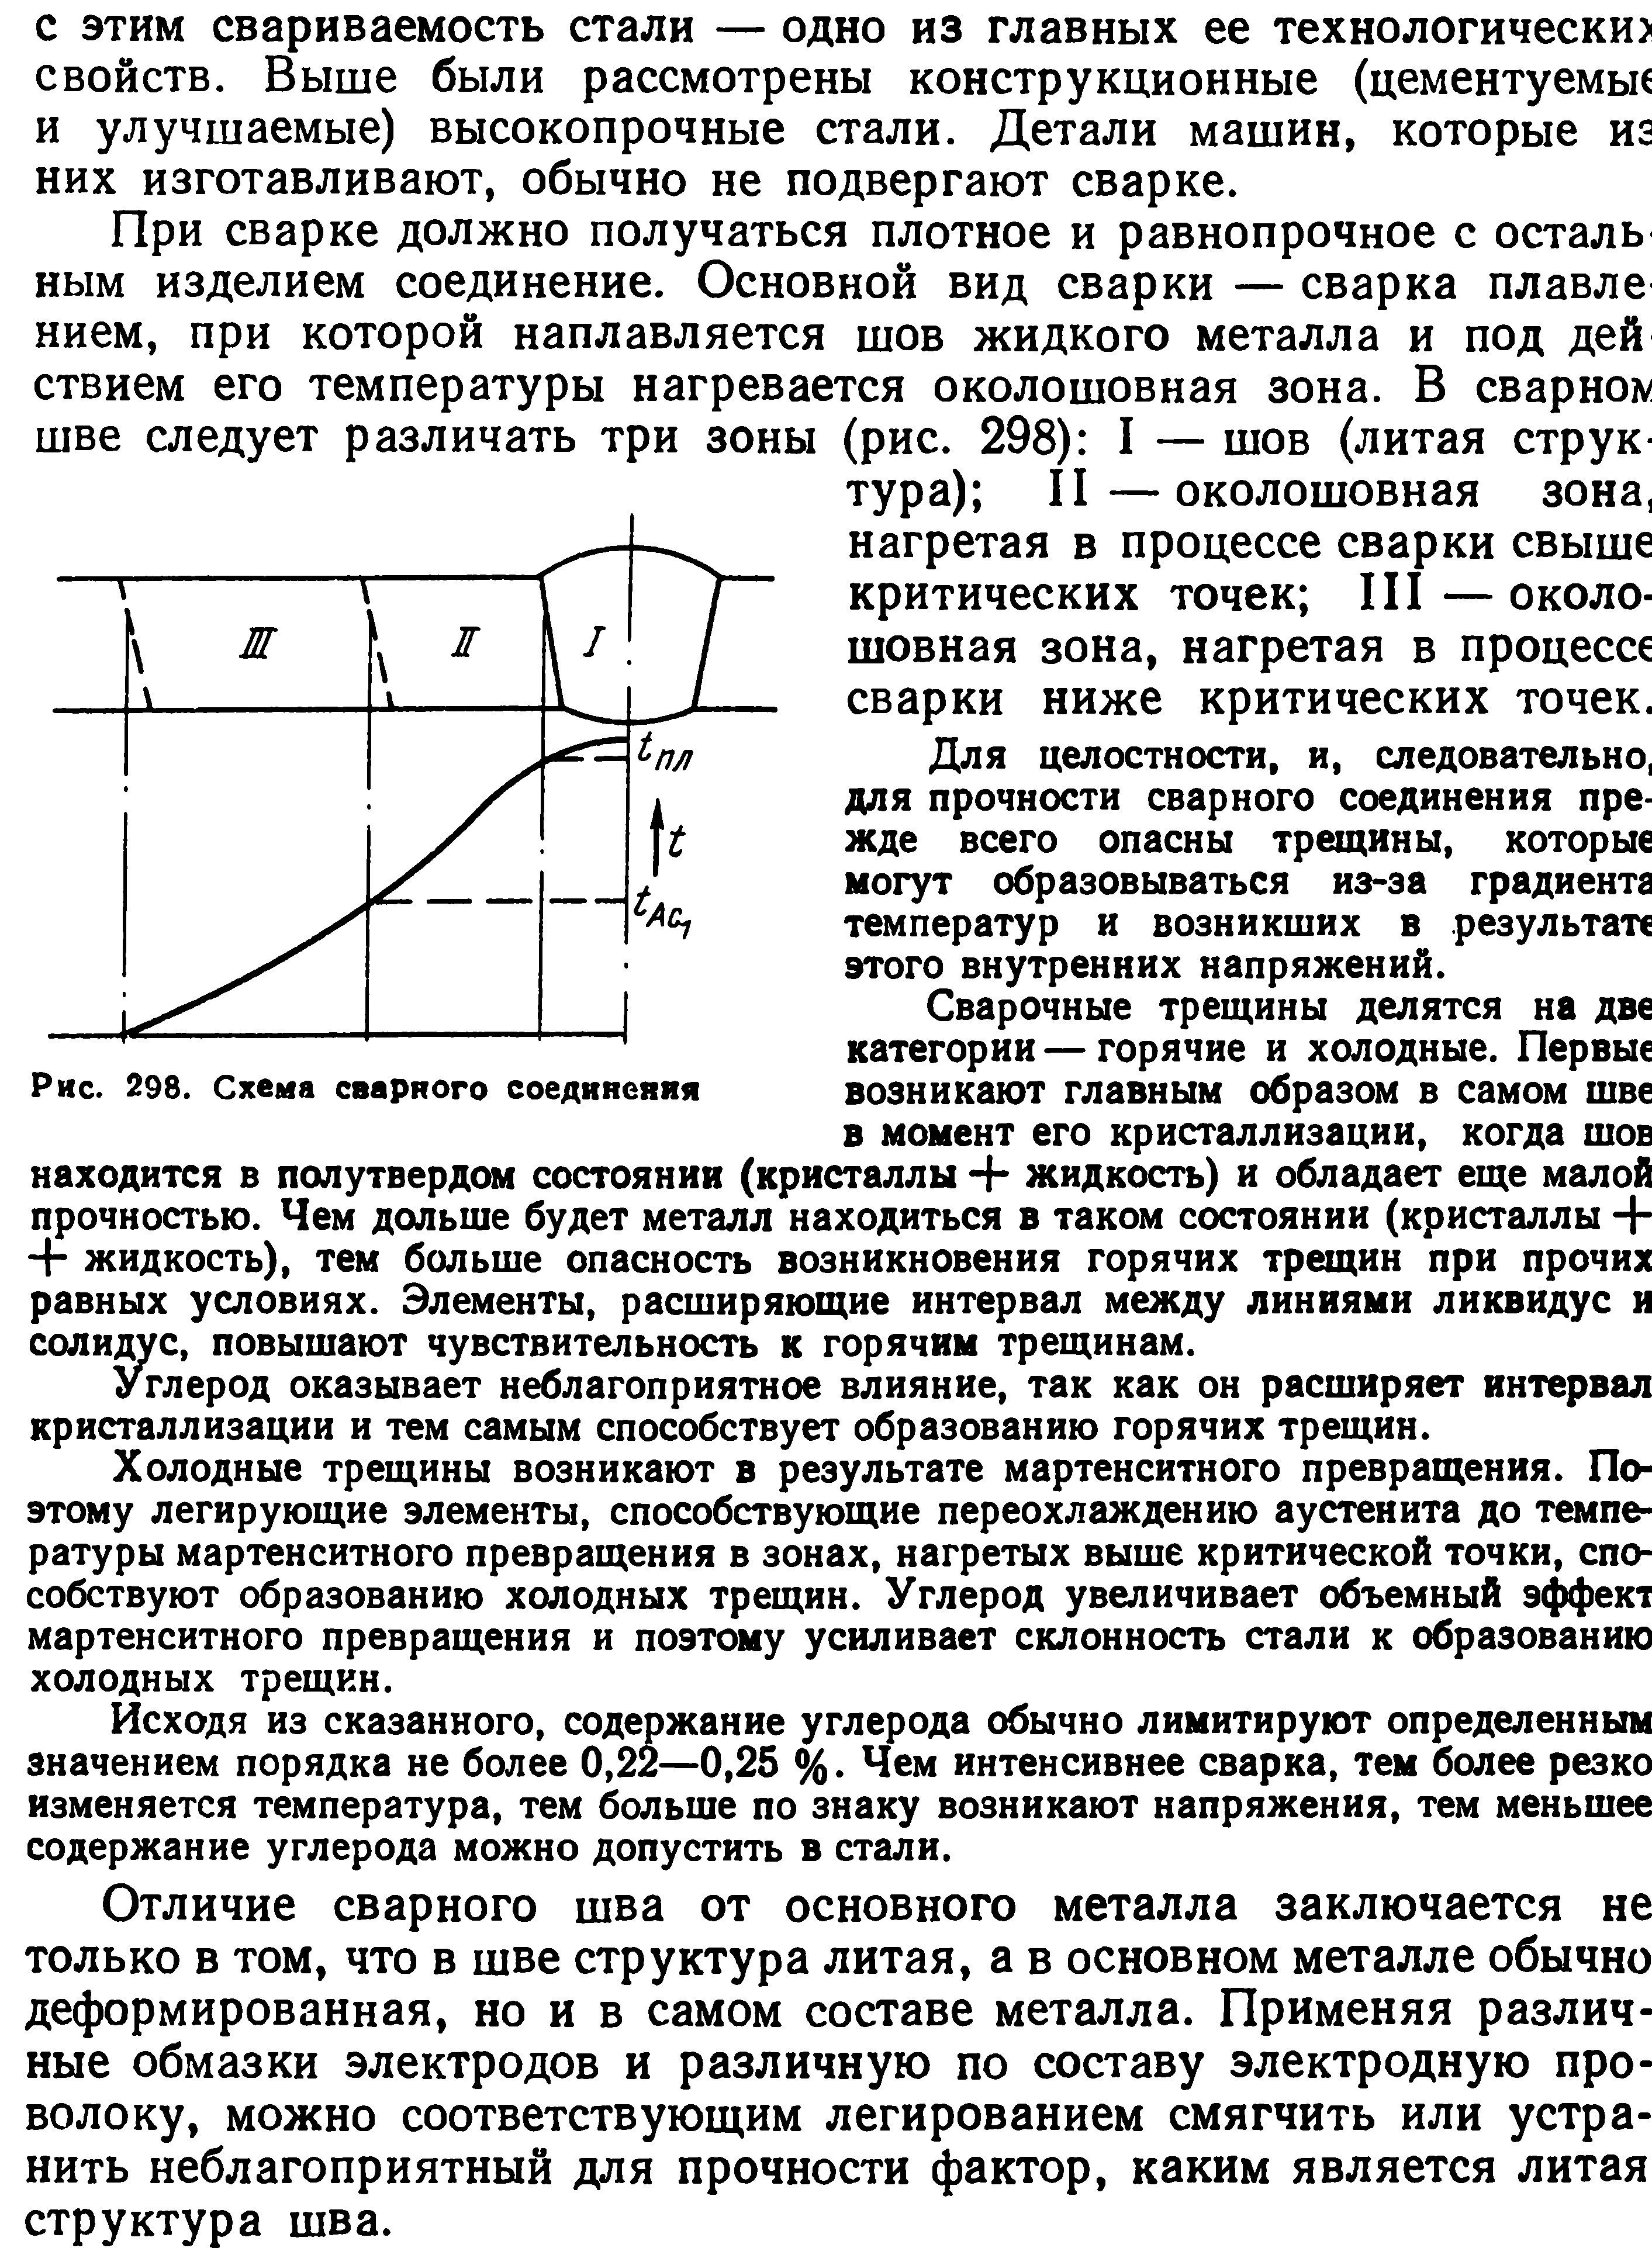 с этим свариваемость стали — одно из главных ее технологических
свойств. Выше были рассмотрены конструкционные (цементуемые
и улучшаемые) высокопрочные стали. Детали машин, которые из
них изготавливают, обычно не подвергают сварке.
При сварке должно получаться плотное и равнопрочное с осталь-
ным изделием соединение. Основной вид сварки — сварка плавле-
нием, при которой наплавляется шов жидкого металла и под дей-
ствием его температуры нагревается околошовная зона. В сварном
шве следует различать три зоны (рис. 298): I — шов (литая струк-
тура); II — околошовная зона,
нагретая в процессе сварки свыше
критических точек; III — около-
шовная зона, нагретая в процессе
сварки ниже критических точек.
III II I
tпл
t
tAc1
Рис. 298. Схема сварного соединения
Для целостности, и, следовательно,
для прочности сварного соединения пре-
жде всего опасны трещины, которые
могут образовываться из-за градиента
температур и возникших в результате
этого внутренних напряжений.
Сварочные трещины делятся на две
категории — горячие и холодные. Первые
возникают главным образом в самом шве
в момент его кристаллизации, когда шов
находится в полутвердом состоянии (кристаллы + жидкость) и обладает еще малой
прочностью. Чем дольше будет металл находиться в таком состоянии (кристаллы +
+ жидкость), тем больше опасность возникновения горячих трещин при прочих
равных условиях. Элементы, расширяющие интервал между линиями ликвидус и
солидус, повышают чувствительность к горячим трещинам.
Углерод оказывает неблагоприятное влияние, так как он расширяет интервал
кристаллизации и тем самым способствует образованию горячих трещин.
Холодные трещины возникают в результате мартенситного превращения. По-
этому легирующие элементы, способствующие переохлаждению аустенита до темпе-
ратуры мартенситного превращения в зонах, нагретых выше критической точки, спо-
собствуют образованию холодных трещин. Углерод увеличивает объемный эффект
мартенситного превращения и поэтому усиливает склонность стали к образованию
холодных трещин.
Исходя из сказанного, содержание углерода обычно лимитируют определенным
значением порядка не более 0,22—0,25 %. Чем интенсивнее сварка, тем более резко
изменяется температура, тем больше по знаку возникают напряжения, тем меньшее
содержание углерода можно допустить в стали.
Отличие сварного шва от основного металла заключается не
только в том, что в шве структура литая, а в основном металле обычно
деформированная, но и в самом составе металла. Применяя различ-
ные обмазки электродов и различную по составу электродную про-
волоку, можно соответствующим легированием смягчить или устра-
нить неблагоприятный для прочности фактор, каким является литая
структура шва.